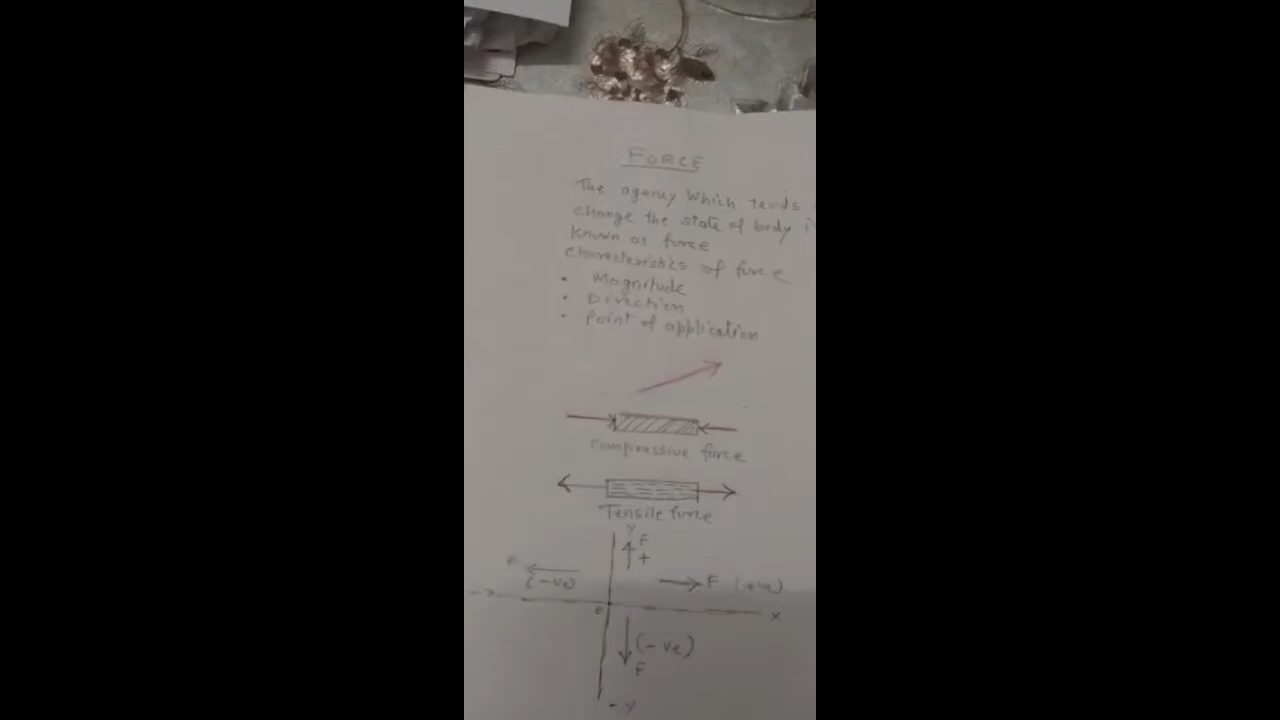 FORCE
The agency which tends
change the state of body
known as force
characteristics of force
• Magnitude
• Direction
• Point of application
compressive force
Tensile force
Y
F
+
F
(-ve)
F (+ve)
0
X
(-ve)
F
-Y